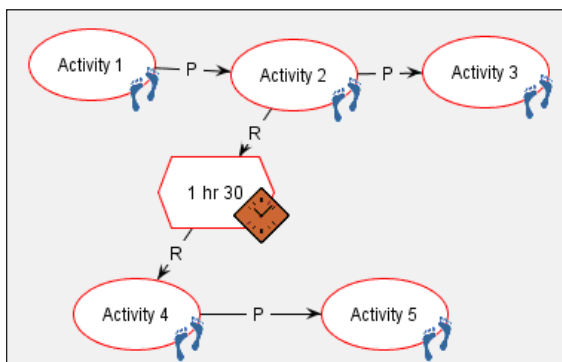 Activity 1
P
Activity 2
P
Activity 3
R
1 hr 30
R
Activity 4
P
Activity 5